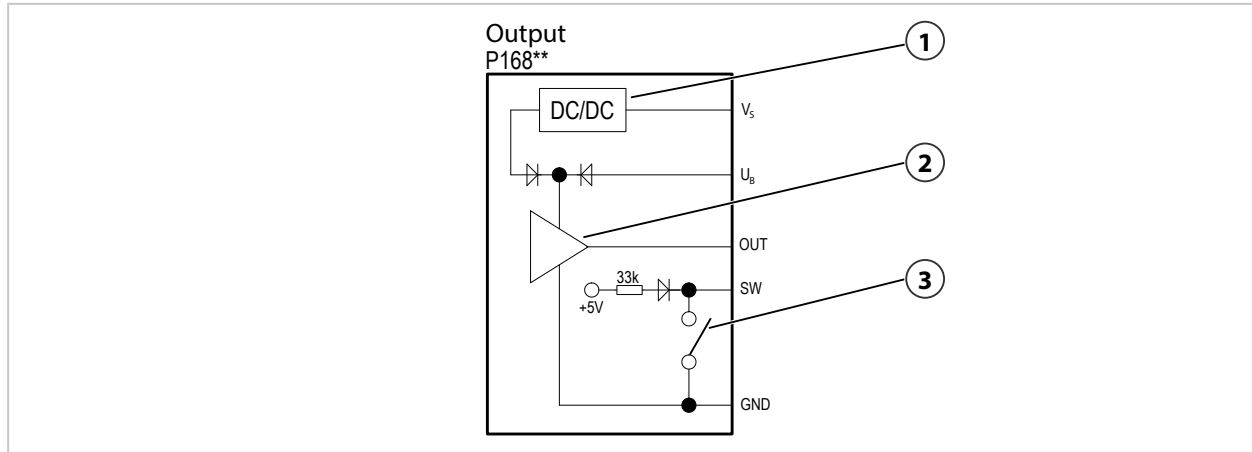 Output
P168**
1
DC/DC
V_S
2
U_B
OUT
33k
SW
3
+5V
GND